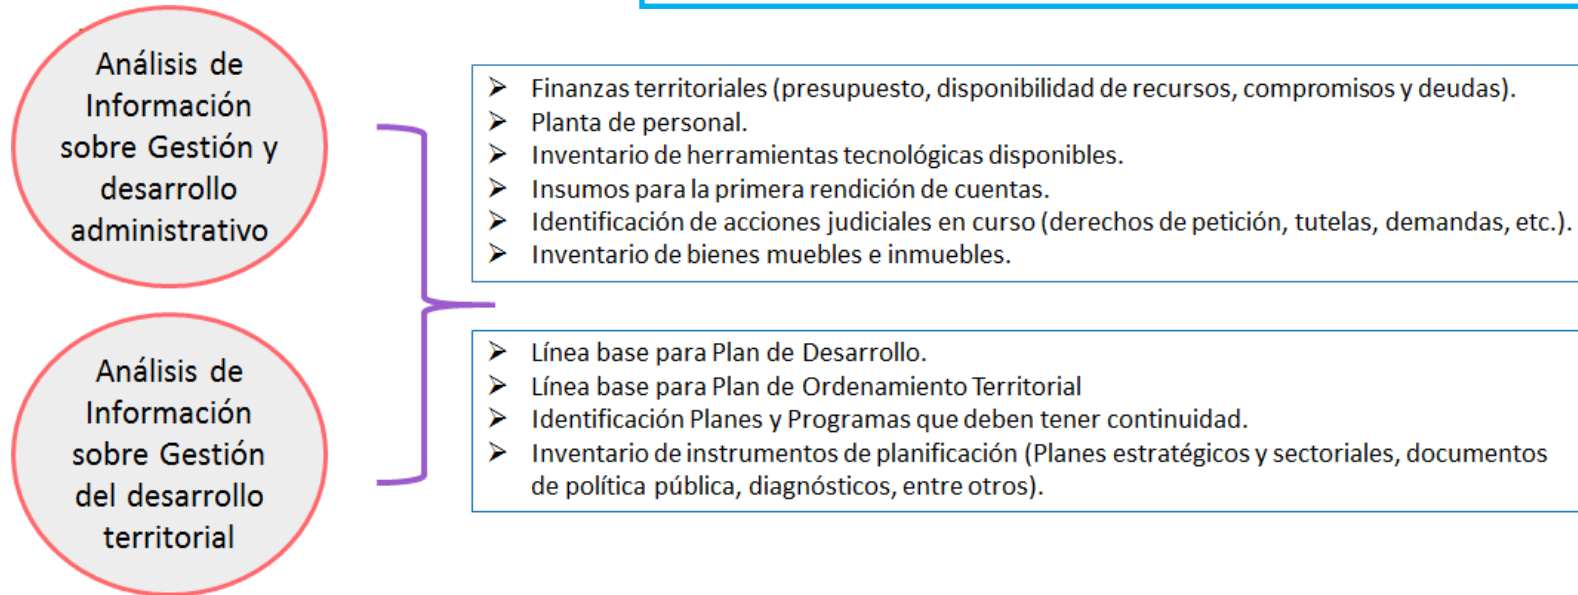 Análisis de
Información
sobre Gestión y
desarrollo
administrativo
➢ Finanzas territoriales (presupuesto, disponibilidad de recursos, compromisos y deudas).
➢ Planta de personal.
➢ Inventario de herramientas tecnológicas disponibles.
➢ Insumos para la primera rendición de cuentas.
➢ Identificación de acciones judiciales en curso (derechos de petición, tutelas, demandas, etc.).
➢ Inventario de bienes muebles e inmuebles.
Análisis de
Información
sobre Gestión
del desarrollo
territorial
➢ Línea base para Plan de Desarrollo.
➢ Línea base para Plan de Ordenamiento Territorial
➢ Identificación Planes y Programas que deben tener continuidad.
➢ Inventario de instrumentos de planificación (Planes estratégicos y sectoriales, documentos
de política pública, diagnósticos, entre otros).